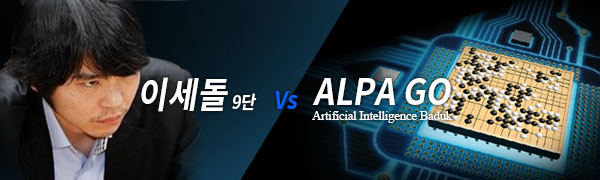 이세돌 9단 Vs ALPA GO
Artificial Intelligence Baduk